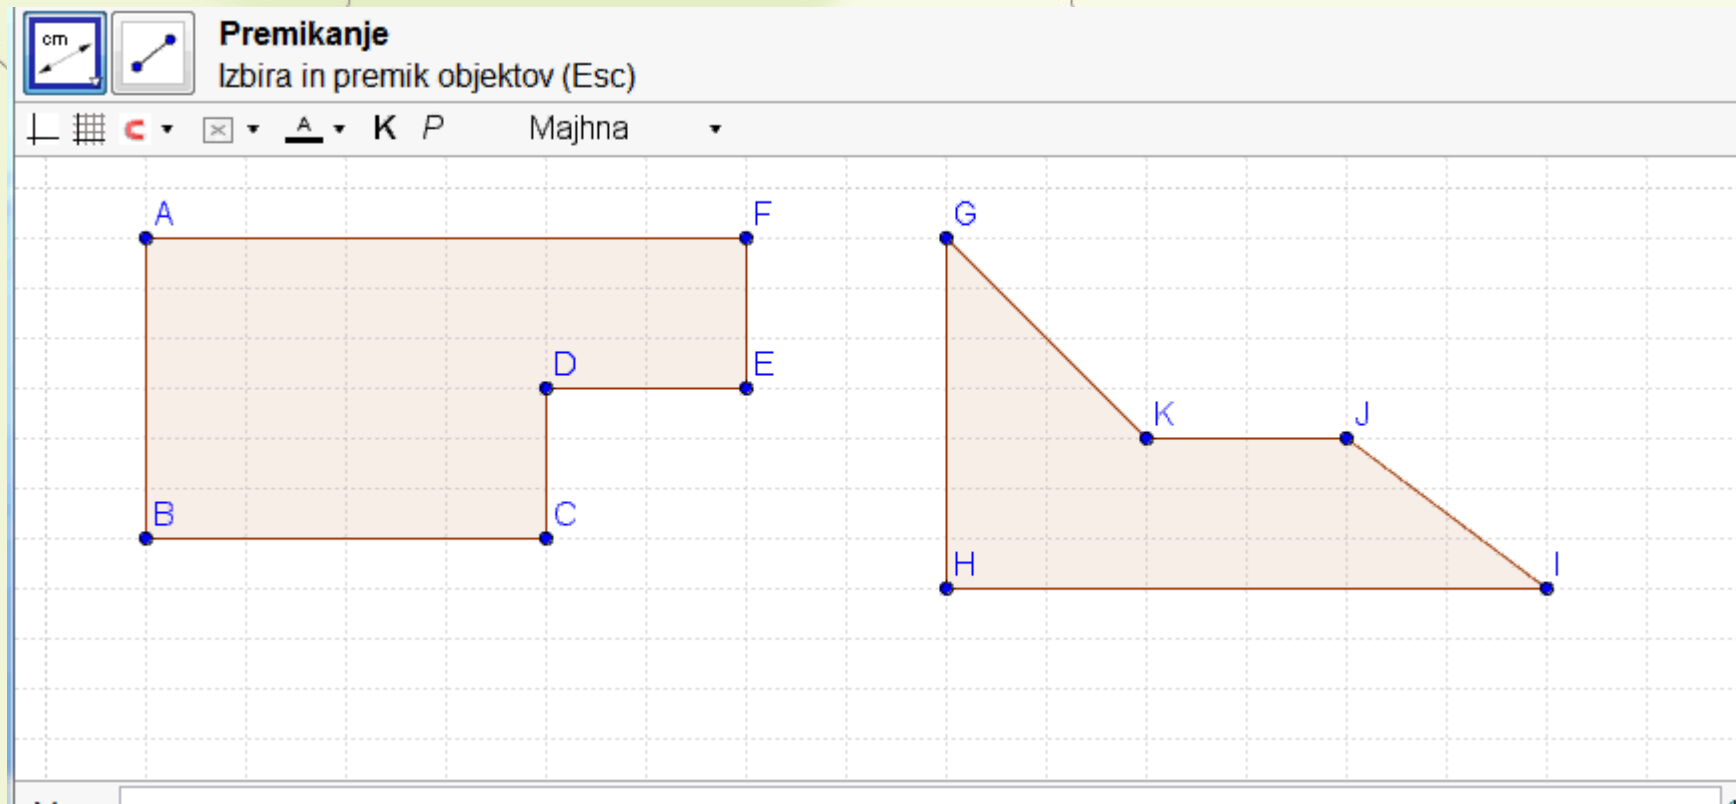 cm
Premikanje
Izbira in premik objektov (Esc)
A K P Majhna
A F G
D E
K J
B C
H I